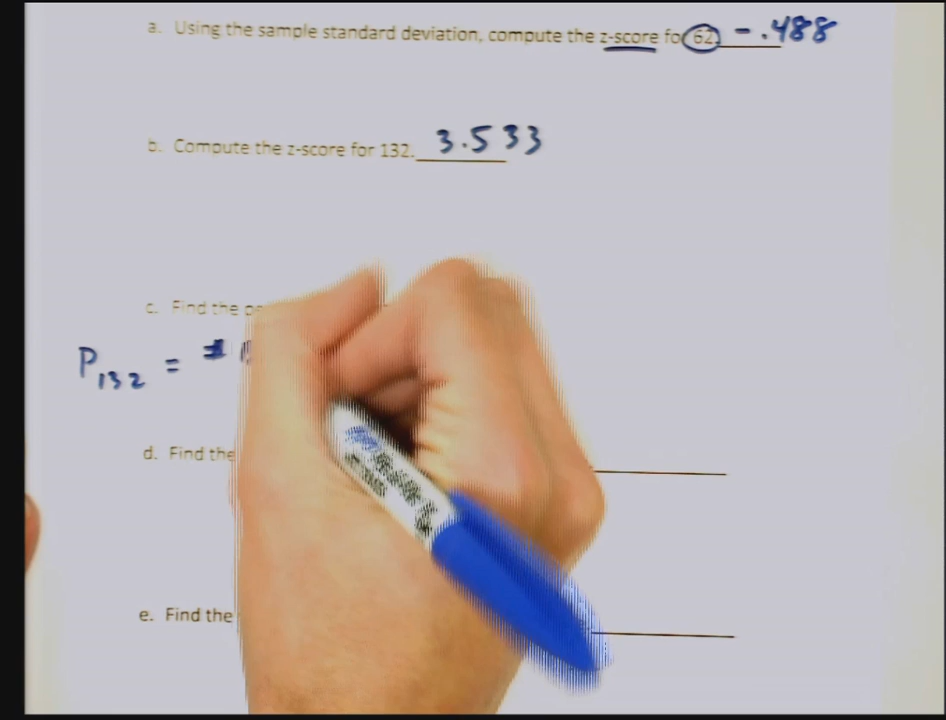 a. Using the sample standard deviation, compute the z-score fo 62. -.488
b. Compute the z-score for 132. 3.533
c. Find the
P132 =
d. Find the
e. Find the